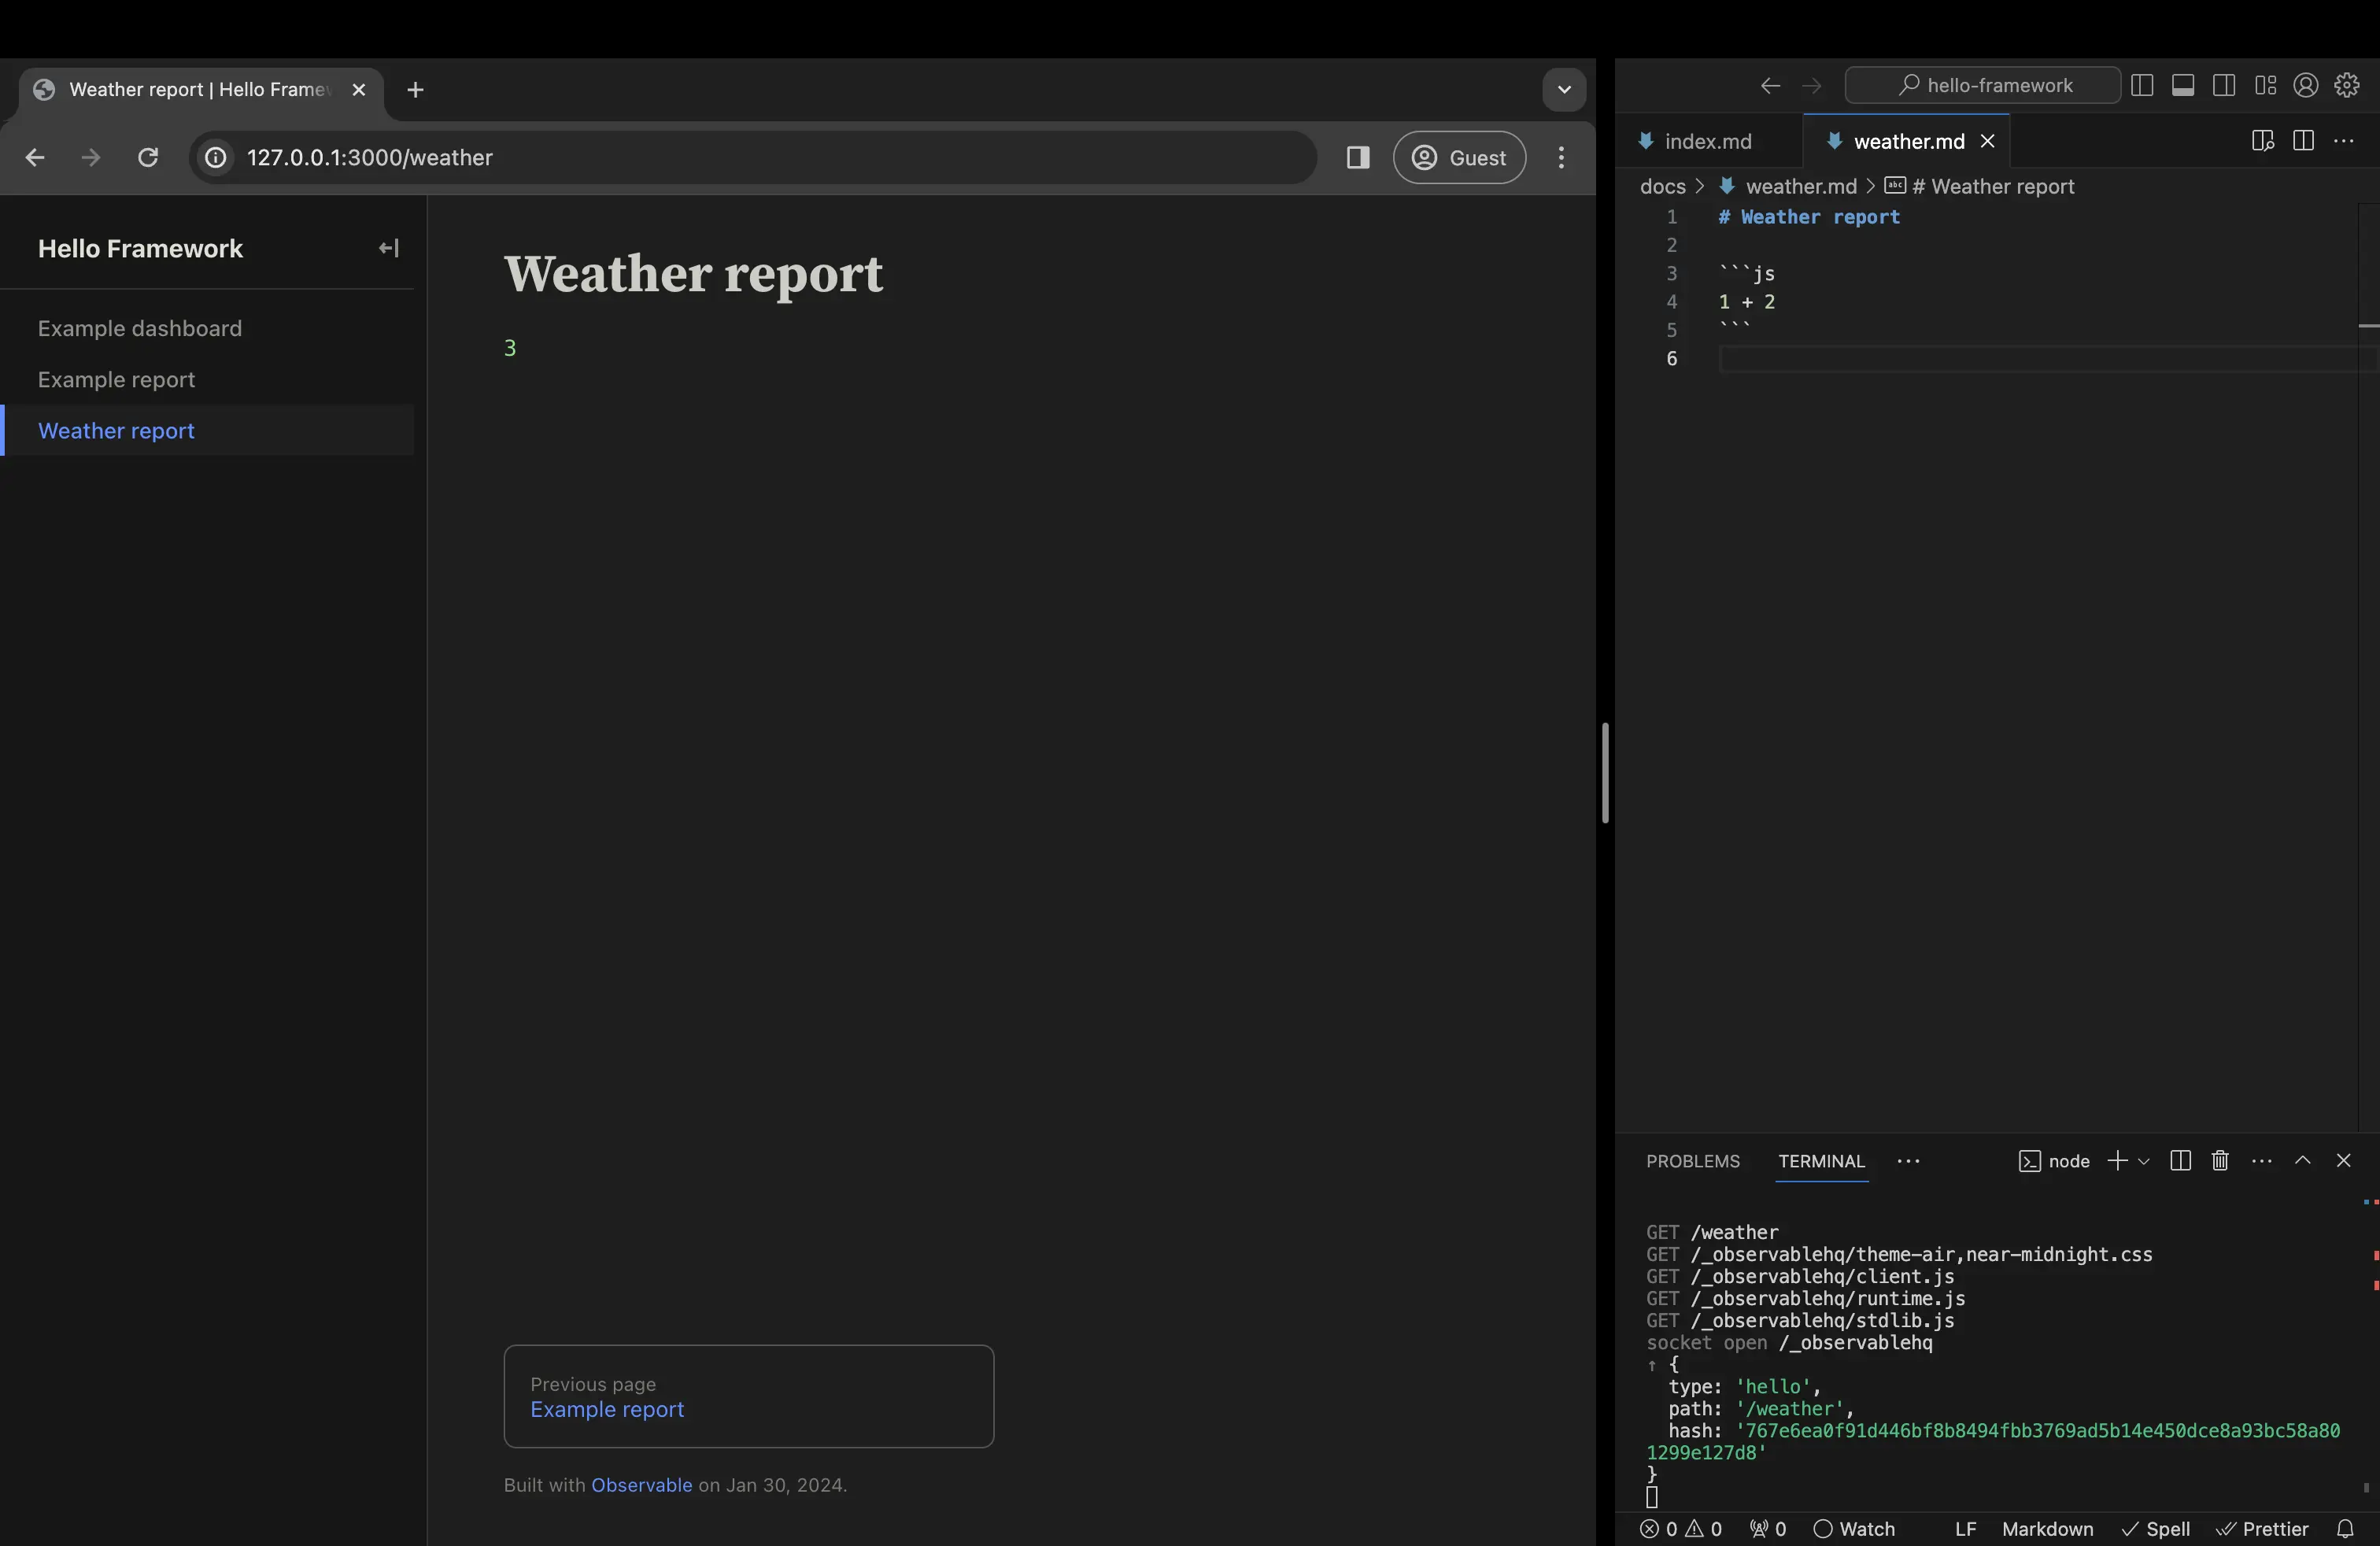 Weather report | Hello Frame
127.0.0.1:3000/weather
Guest
Hello Framework
Example dashboard
Example report
Weather report
Weather report
3
Previous page
Example report
Built with Observable on Jan 30, 2024.
hello-framework
index.md
weather.md
docs > weather.md > # Weather report
1 # Weather report
2
3 ```js
4 1 + 2
5 ```
6
PROBLEMS TERMINAL ··· node
GET /weather
GET /_observablehq/theme-air,near-midnight.css
GET /_observablehq/client.js
GET /_observablehq/runtime.js
GET /_observablehq/stdlib.js
socket open /_observablehq
↑ {
type: 'hello',
path: '/weather',
hash: '767e6ea0f91d446bf8b8494fbb3769ad5b14e450dce8a93bc58a80
1299e127d8'
}
0 0 0 Watch LF Markdown Spell Prettier